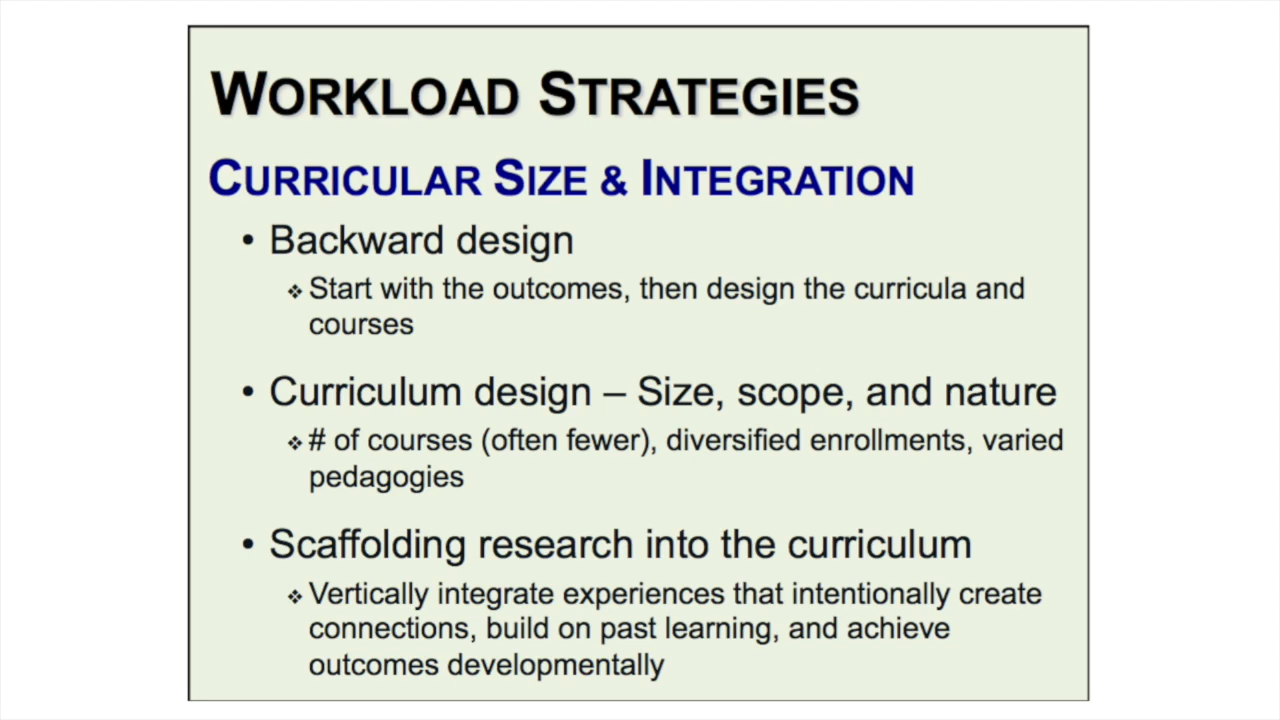 WORKLOAD STRATEGIES
CURRICULAR SIZE & INTEGRATION
• Backward design
❖ Start with the outcomes, then design the curricula and
courses
• Curriculum design – Size, scope, and nature
❖ # of courses (often fewer), diversified enrollments, varied
pedagogies
• Scaffolding research into the curriculum
❖ Vertically integrate experiences that intentionally create
connections, build on past learning, and achieve
outcomes developmentally